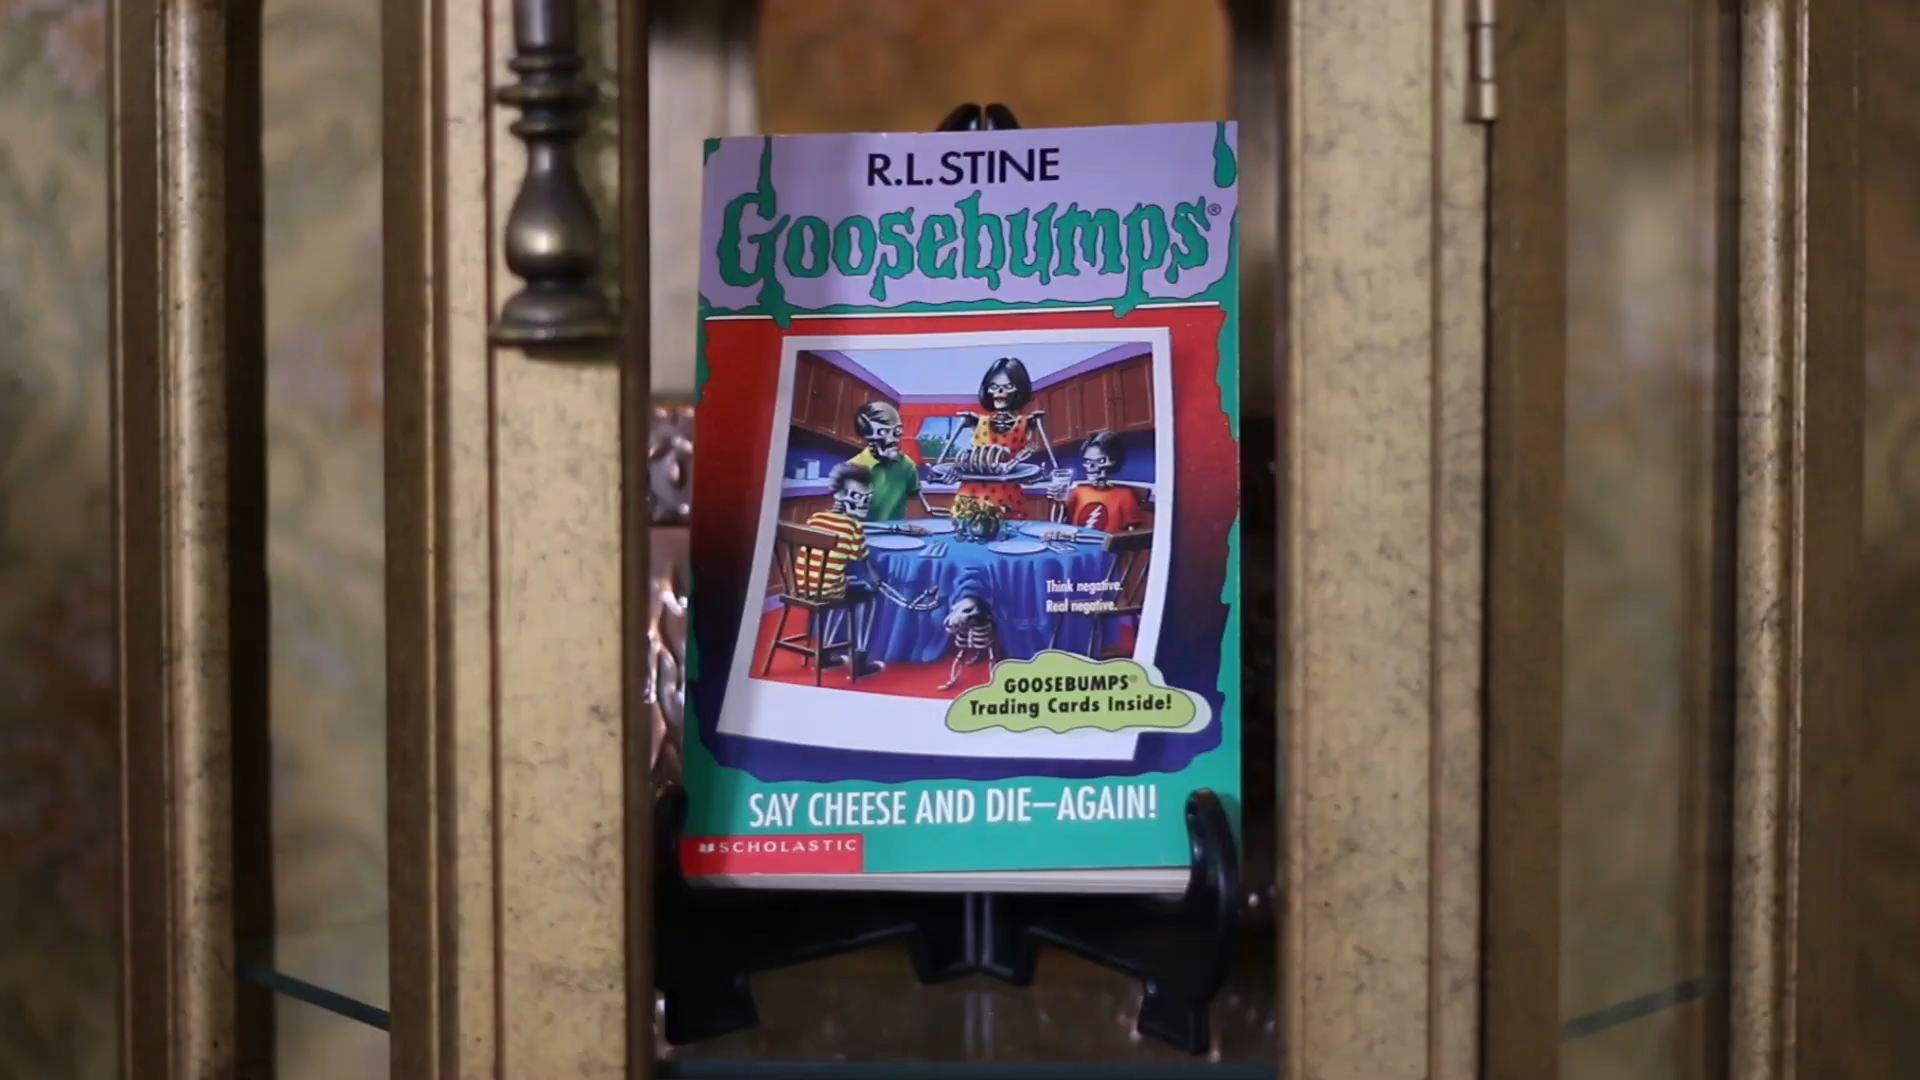 R.L. STINE
Goosebumps®
Think negative.
Real negative.
GOOSEBUMPS®
Trading Cards Inside!
SAY CHEESE AND DIE—AGAIN!
SCHOLASTIC